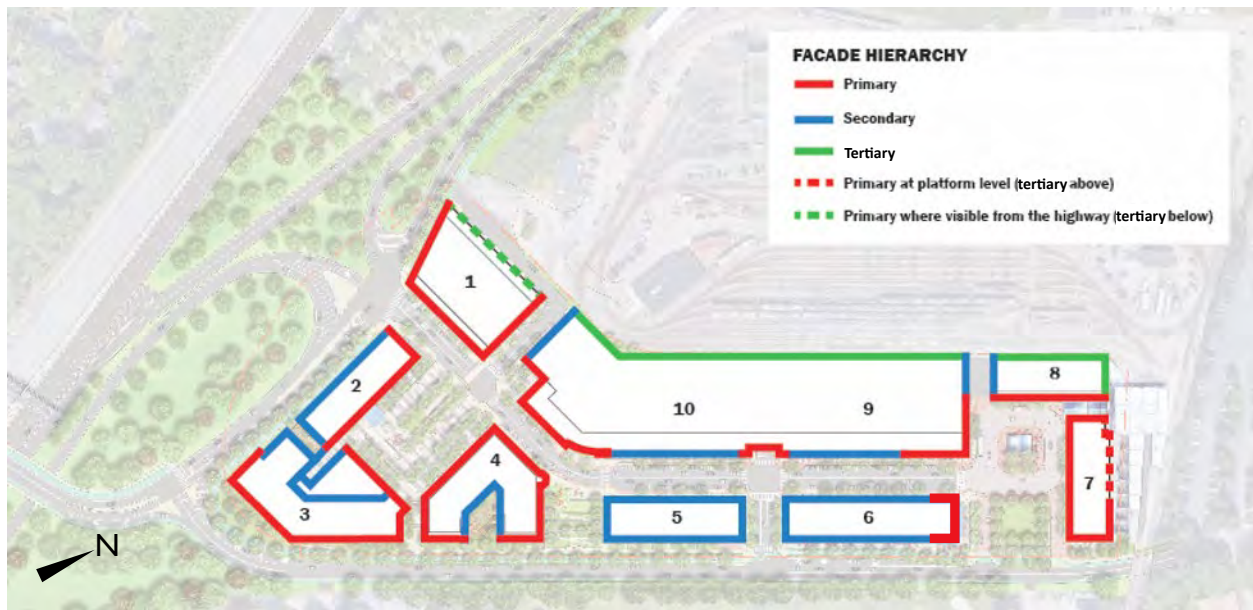 FACADE HIERARCHY
Primary
Secondary
Tertiary
Primary at platform level (tertiary above)
Primary where visible from the highway (tertiary below)
1
2
3
4
5
6
7
8
9
10
N